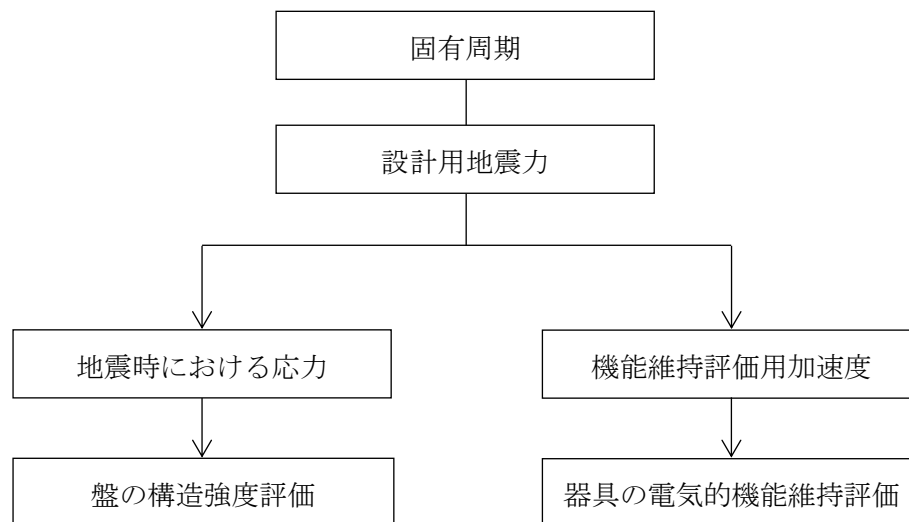 固有周期
設計用地震力
地震時における応力
機能維持評価用加速度
盤の構造強度評価
器具の電気的機能維持評価